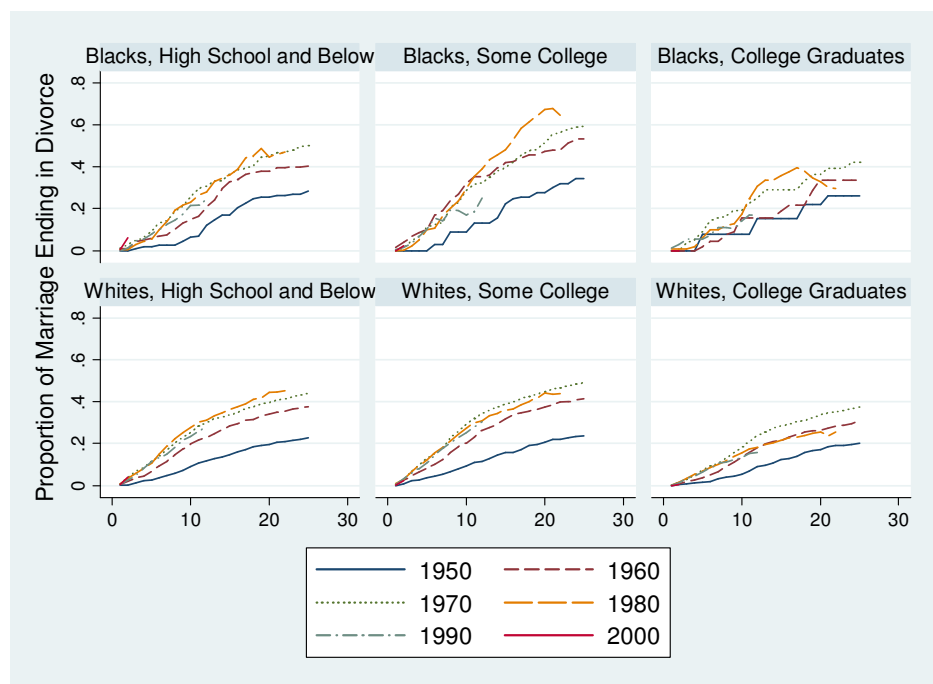 Proportion of Marriage Ending in Divorce
Blacks, High School and Below
Blacks, Some College
Blacks, College Graduates
.8
.6
.4
.2
0
Whites, High School and Below
Whites, Some College
Whites, College Graduates
.8
.6
.4
.2
0
0 10 20 30
0 10 20 30
0 10 20 30
1950 1960
1970 1980
1990 2000